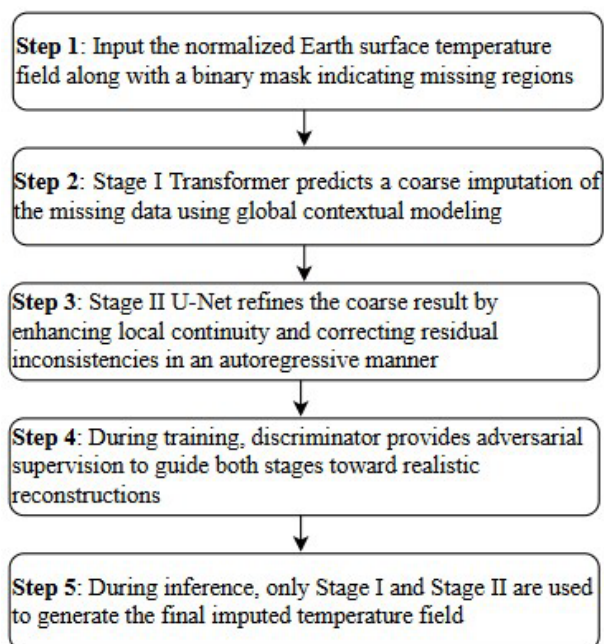 Step 1: Input the normalized Earth surface temperature
field along with a binary mask indicating missing regions
Step 2: Stage I Transformer predicts a coarse imputation of
the missing data using global contextual modeling
Step 3: Stage II U-Net refines the coarse result by
enhancing local continuity and correcting residual
inconsistencies in an autoregressive manner
Step 4: During training, discriminator provides adversarial
supervision to guide both stages toward realistic
reconstructions
Step 5: During inference, only Stage I and Stage II are used
to generate the final imputed temperature field